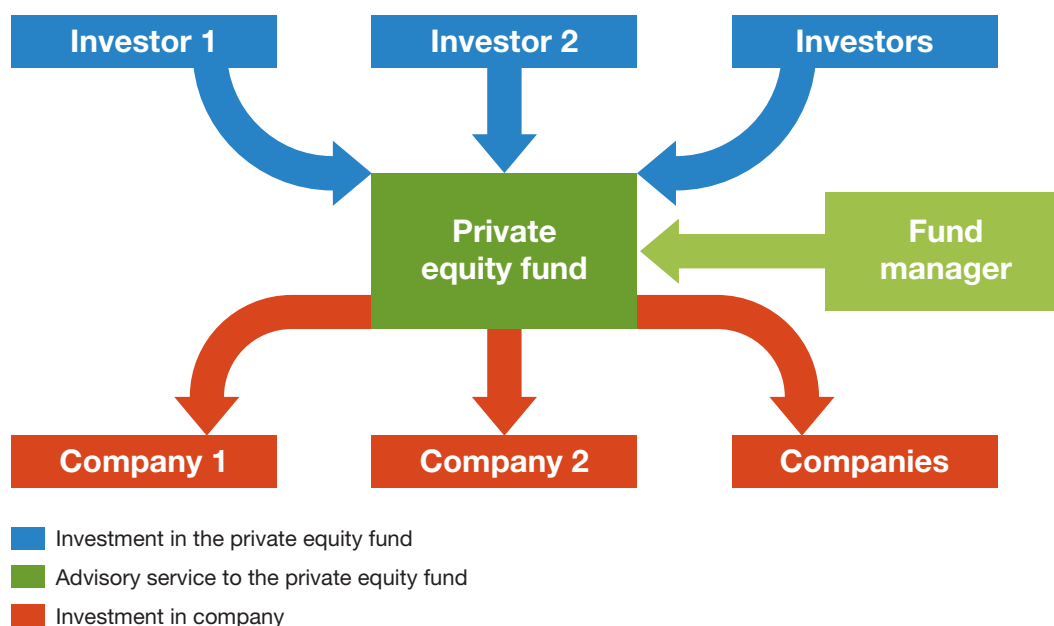 Investor 1
Investor 2
Investors
Private
equity fund
Fund
manager
Company 1
Company 2
Companies
Investment in the private equity fund
Advisory service to the private equity fund
Investment in company